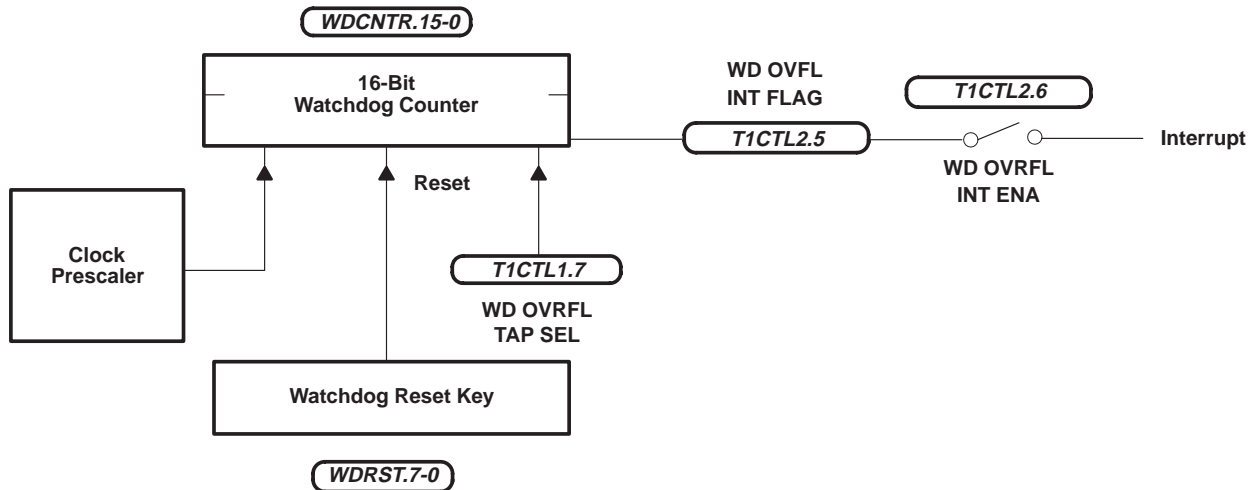 WDCNTR.15-0
16-Bit
Watchdog Counter
WD OVFL
INT FLAG
T1CTL2.6
T1CTL2.5
Interrupt
WD OVRFL
INT ENA
Reset
Clock
Prescaler
T1CTL1.7
WD OVRFL
TAP SEL
Watchdog Reset Key
WDRST.7-0